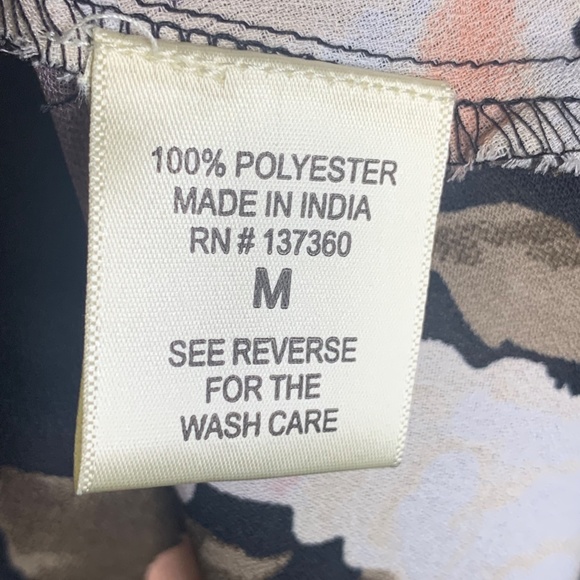 100% POLYESTER
MADE IN INDIA
RN # 137360
M
SEE REVERSE
FOR THE
WASH CARE